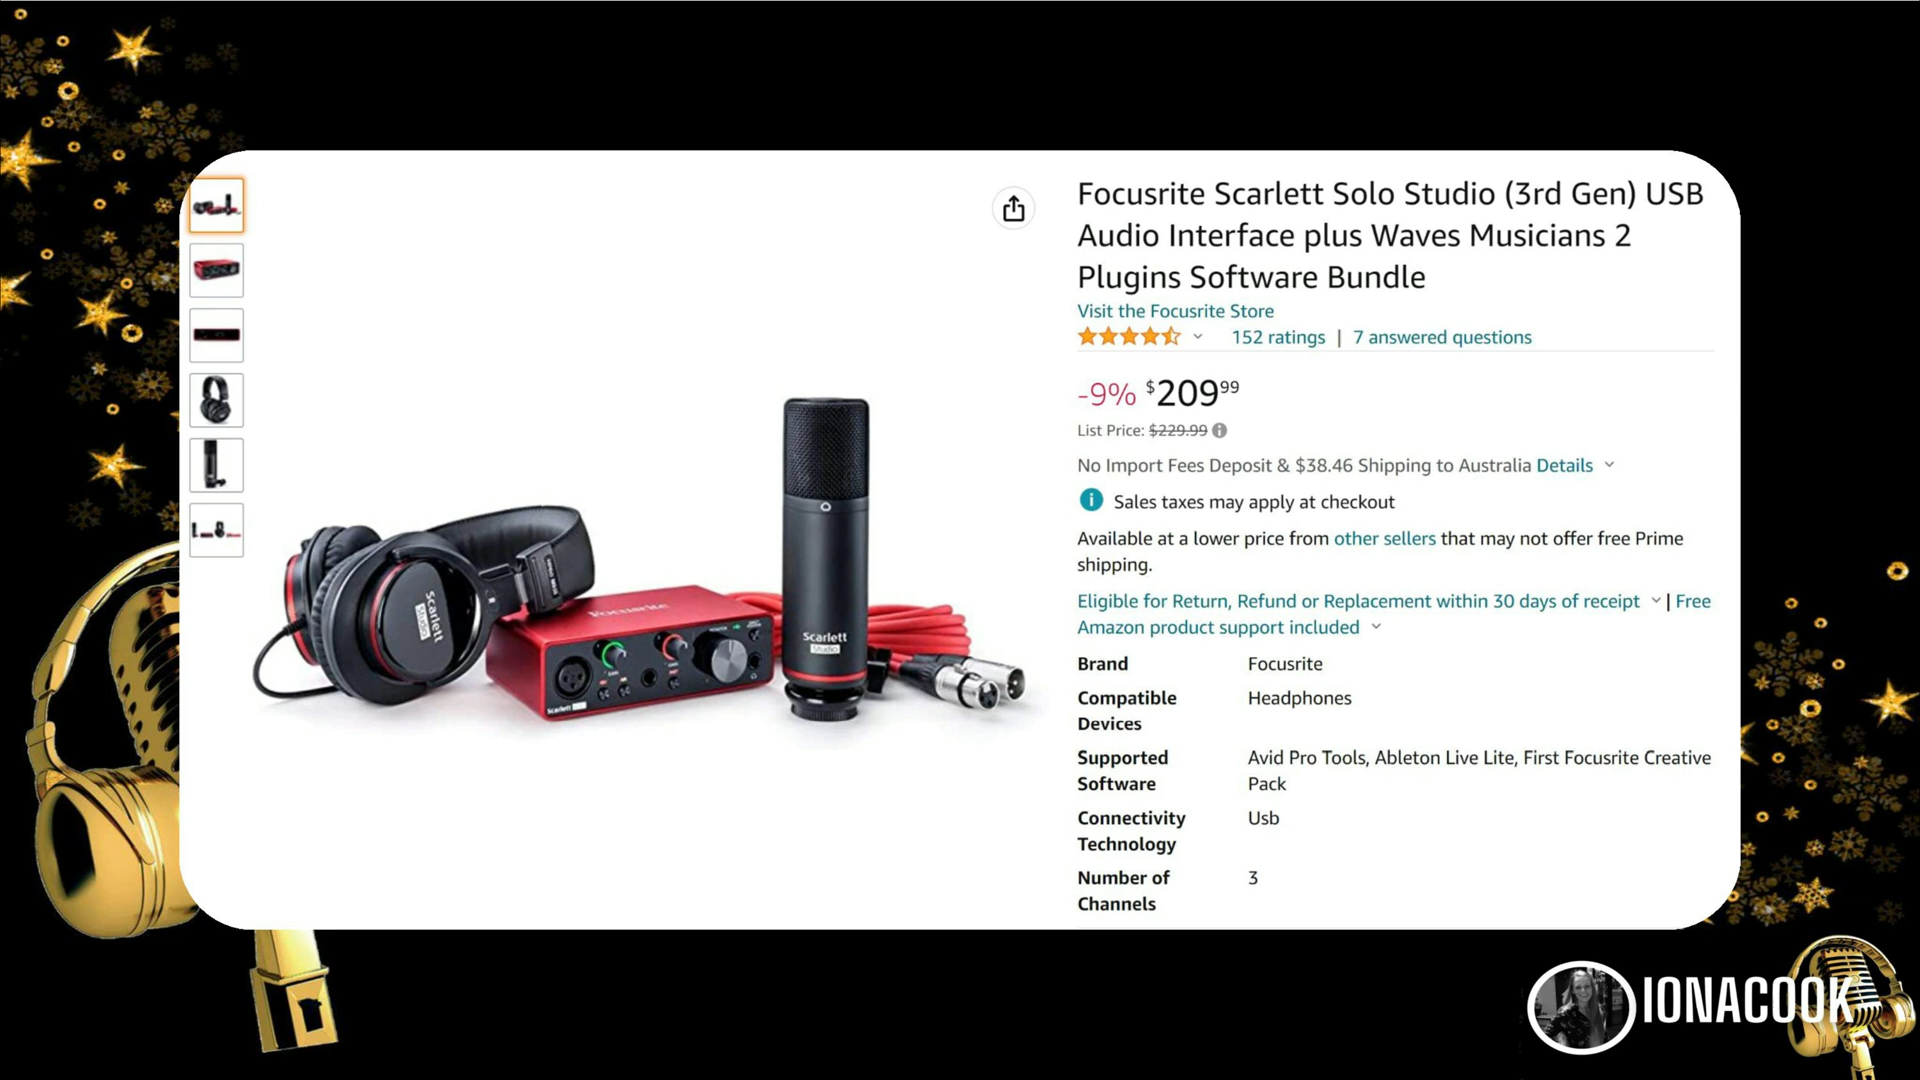 Focusrite Scarlett Solo Studio (3rd Gen) USB
Audio Interface plus Waves Musicians 2
Plugins Software Bundle
Visit the Focusrite Store
152 ratings | 7 answered questions
-9% $209.99
List Price: $229.99
No Import Fees Deposit & $38.46 Shipping to Australia Details
Sales taxes may apply at checkout
Available at a lower price from other sellers that may not offer free Prime
shipping.
Eligible for Return, Refund or Replacement within 30 days of receipt | Free
Amazon product support included
Brand Focusrite
Compatible Devices Headphones
Supported Software Avid Pro Tools, Ableton Live Lite, First Focusrite Creative Pack
Connectivity Technology Usb
Number of Channels 3
Scarlett
Studio
Focusrite
Scarlett
Scarlett
Studio
IONACOOK